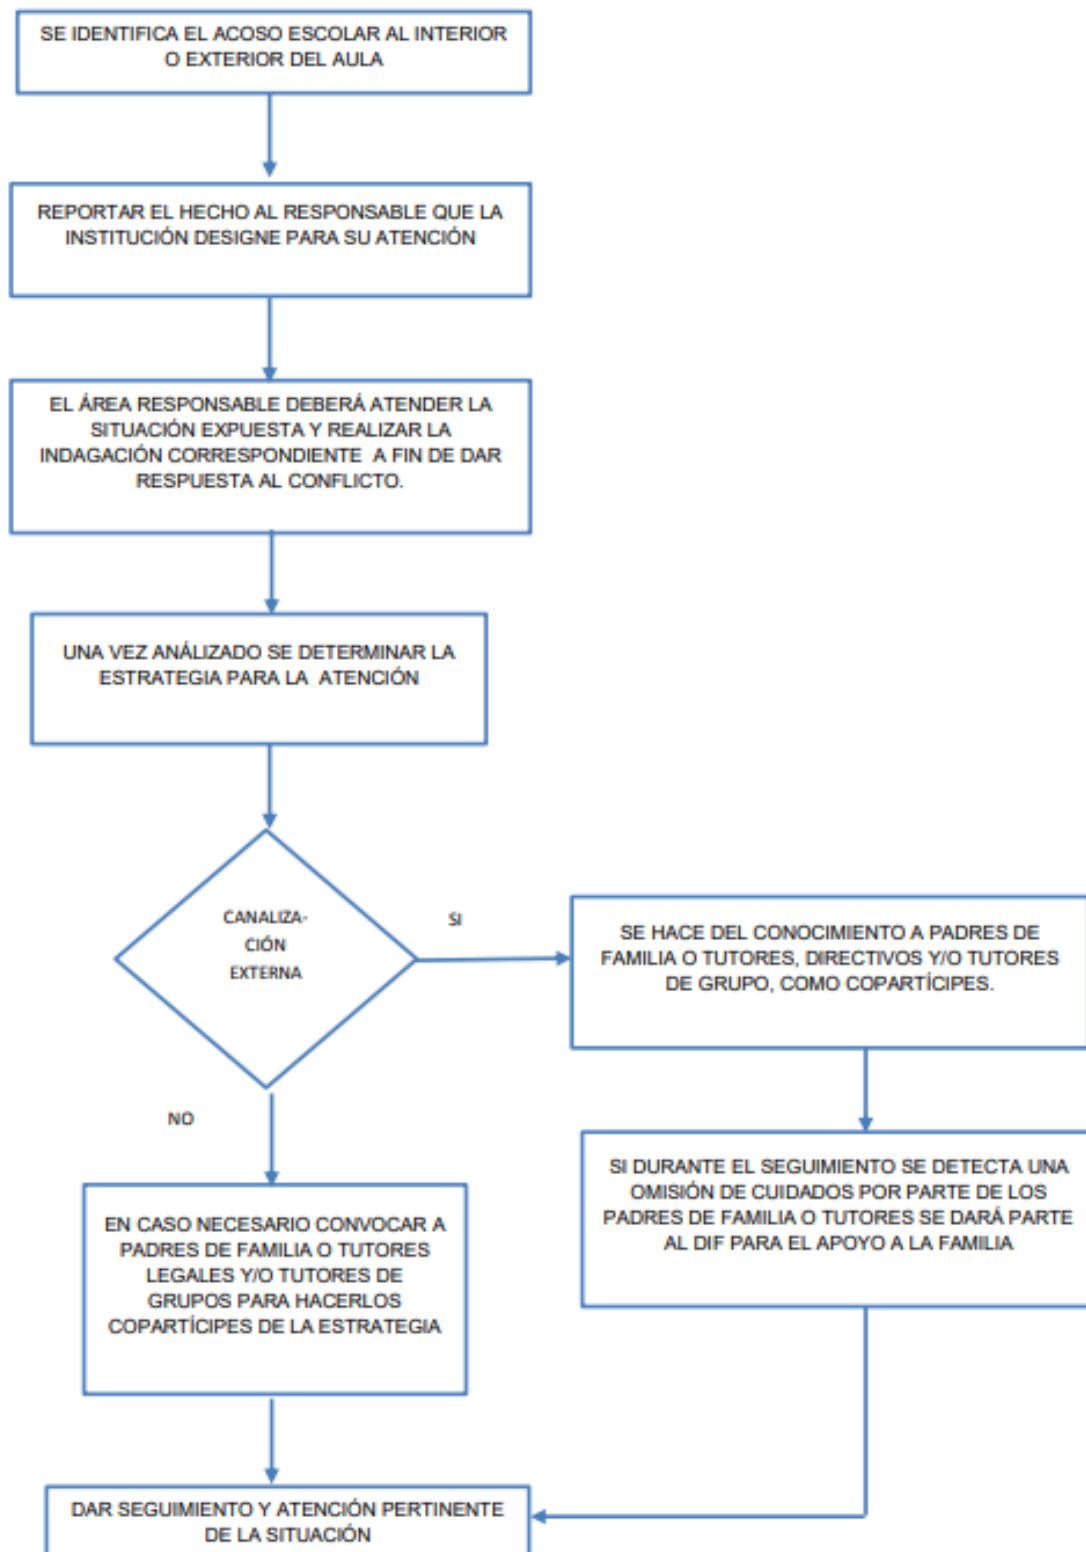 SE IDENTIFICA EL ACOSO ESCOLAR AL INTERIOR
O EXTERIOR DEL AULA
REPORTAR EL HECHO AL RESPONSABLE QUE LA
INSTITUCIÓN DESIGNE PARA SU ATENCIÓN
EL ÁREA RESPONSABLE DEBERÁ ATENDER LA
SITUACIÓN EXPUESTA Y REALIZAR LA
INDAGACIÓN CORRESPONDIENTE A FIN DE DAR
RESPUESTA AL CONFLICTO.
UNA VEZ ANÁLIZADO SE DETERMINAR LA
ESTRATEGIA PARA LA ATENCIÓN
CANALIZA-
CIÓN
EXTERNA
SI
SE HACE DEL CONOCIMIENTO A PADRES DE
FAMILIA O TUTORES, DIRECTIVOS Y/O TUTORES
DE GRUPO, COMO COPARTÍCIPES.
SI DURANTE EL SEGUIMIENTO SE DETECTA UNA
OMISIÓN DE CUIDADOS POR PARTE DE LOS
PADRES DE FAMILIA O TUTORES SE DARÁ PARTE
AL DIF PARA EL APOYO A LA FAMILIA
NO
EN CASO NECESARIO CONVOCAR A
PADRES DE FAMILIA O TUTORES
LEGALES Y/O TUTORES DE
GRUPOS PARA HACERLOS
COPARTÍCIPES DE LA ESTRATEGIA
DAR SEGUIMIENTO Y ATENCIÓN PERTINENTE
DE LA SITUACIÓN